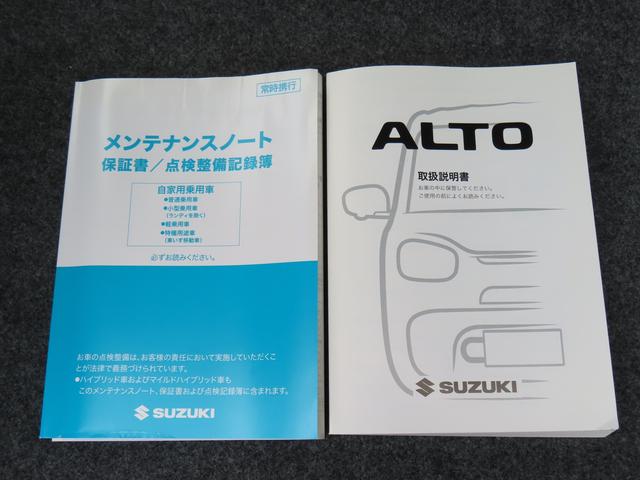 常時携行
メンテナンスノート
保証書／点検整備記録簿
自家用乗用車
●普通乗用車
●小型乗用車
(ランディを除く)
●軽乗用車
●特種用途車
(車いす移動車)
必ずお読みください。
お車の点検整備は、お客様の責任において実施していただくこ
とが法律で義務づけられています。
●ハイブリッド車およびマイルドハイブリッド車も
このメンテナンスノート、保証書および点検記録簿に含まれます。
SUZUKI
ALTO
取扱説明書
お車の中に保管してください。
ご使用の前によくお読みください。
SUZUKI